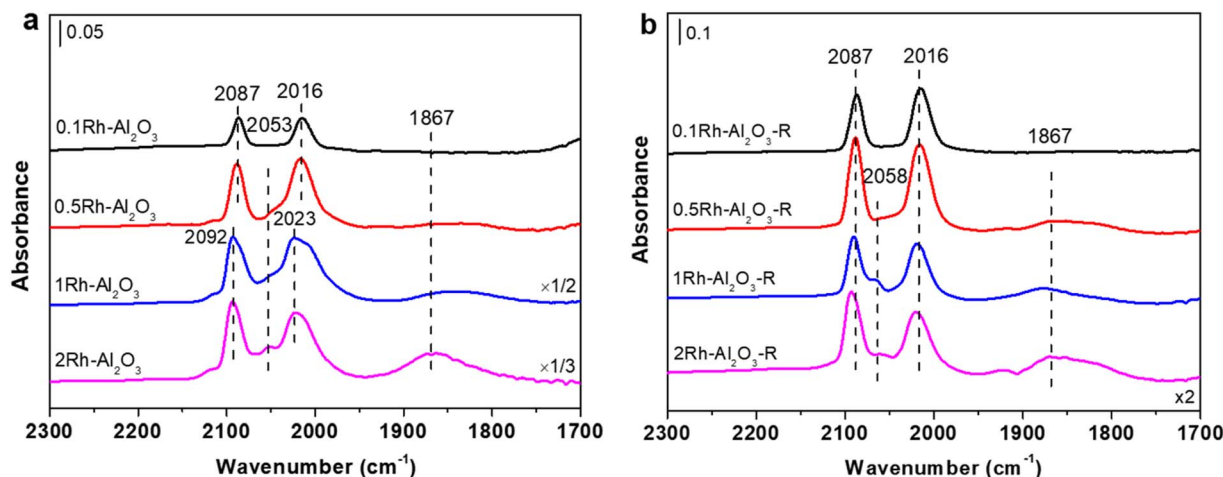 a
0.05
2087
2016
2053
1867
0.1Rh-Al₂O₃
0.5Rh-Al₂O₃
2092
2023
1Rh-Al₂O₃
×1/2
2Rh-Al₂O₃
×1/3
Absorbance
2300 2200 2100 2000 1900 1800 1700
Wavenumber (cm⁻¹)
b
0.1
2087
2016
0.1Rh-Al₂O₃-R
1867
2058
0.5Rh-Al₂O₃-R
1Rh-Al₂O₃-R
2Rh-Al₂O₃-R
x2
Absorbance
2300 2200 2100 2000 1900 1800 1700
Wavenumber (cm⁻¹)